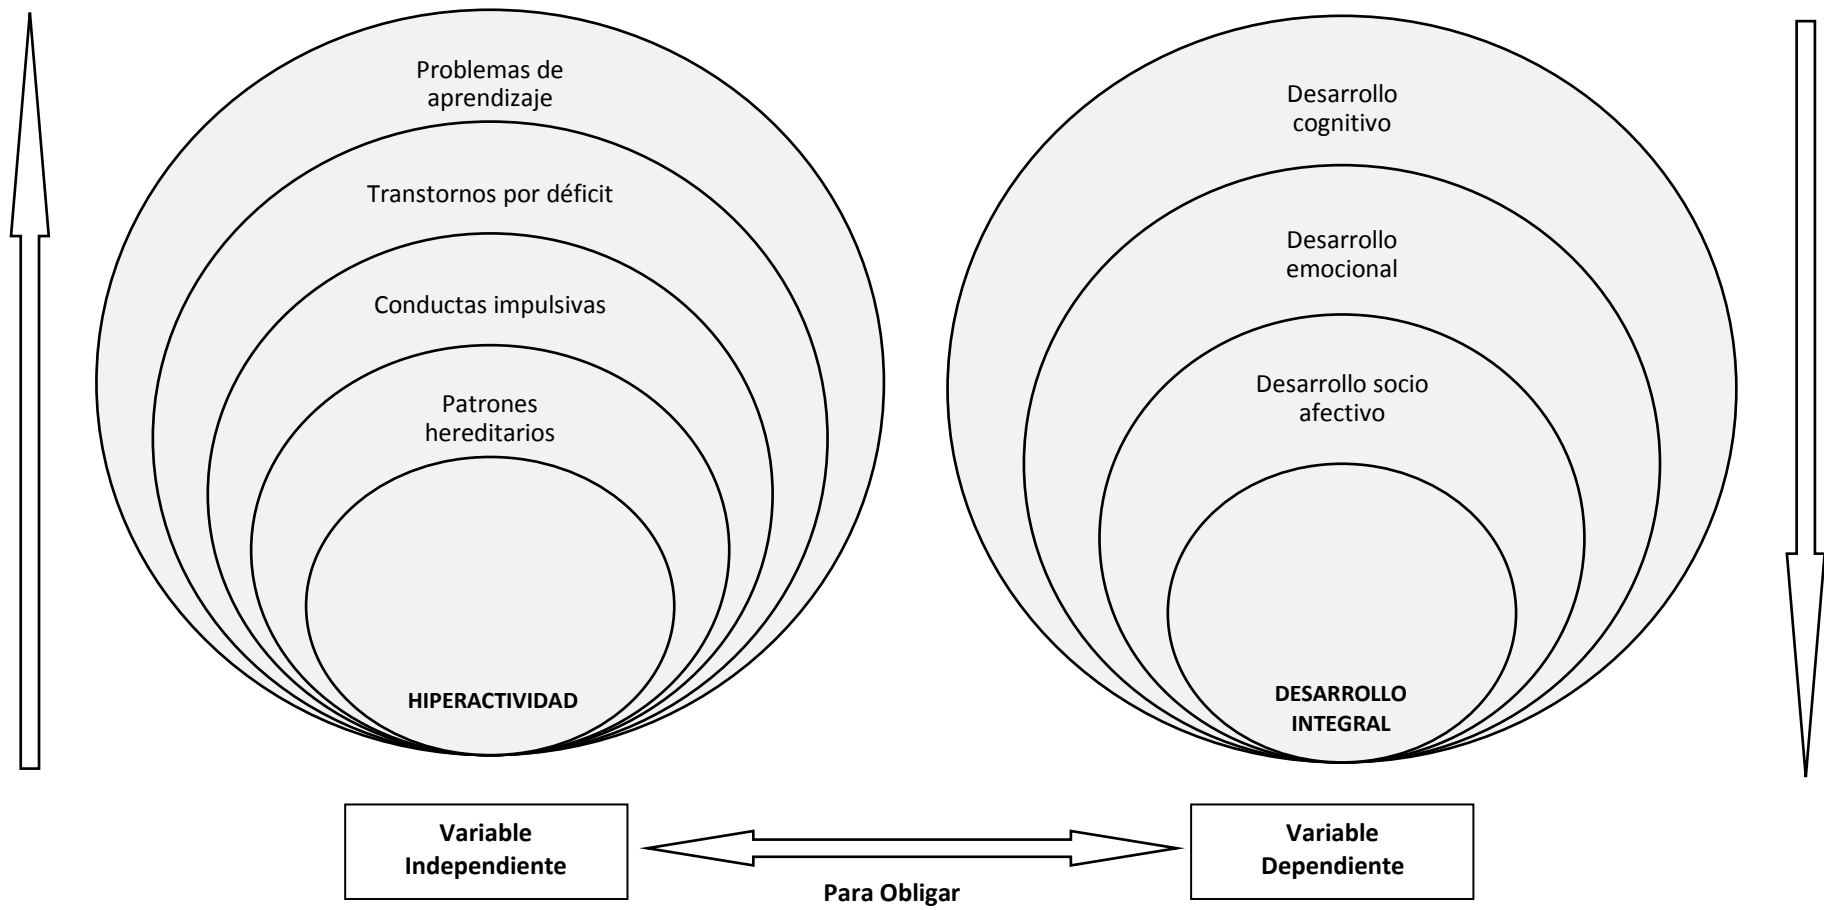 Problemas de
aprendizaje
Transtornos por déficit
Conductas impulsivas
Patrones
hereditarios
HIPERACTIVIDAD
Desarrollo
cognitivo
Desarrollo
emocional
Desarrollo socio
afectivo
DESARROLLO
INTEGRAL
Variable
Independiente
Para Obligar
Variable
Dependiente